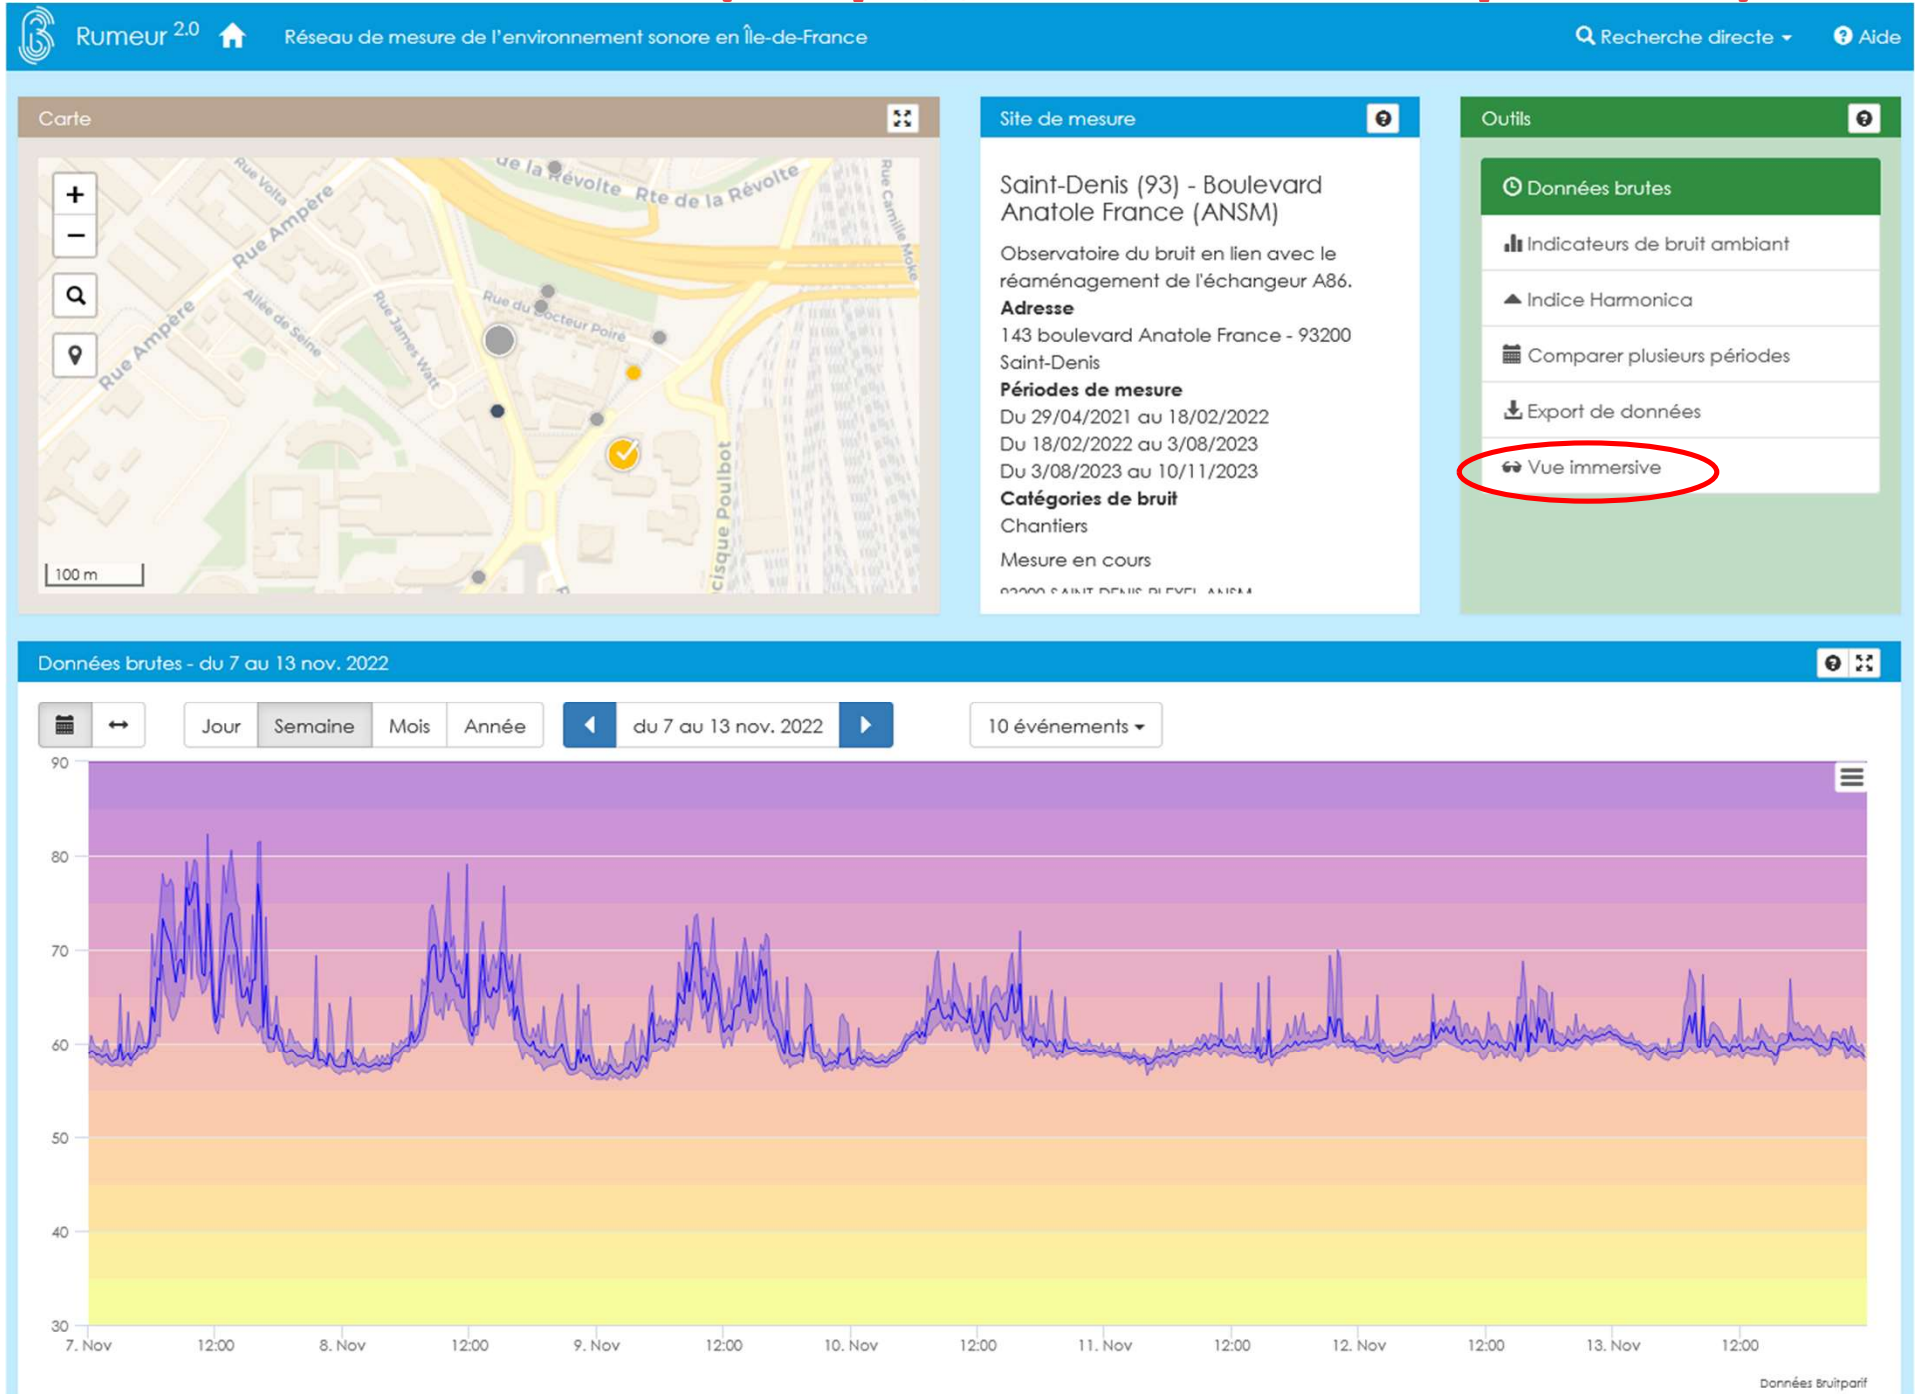 Rumeur 2.0
Réseau de mesure de l'environnement sonore en Île-de-France
Recherche directe
Aide
Carte
+
−
Rue Volta
Rue Ampère
Rue Ampère
Allée de Seine
Rue James Watt
Rue du Docteur Poiré
de la Révolte
Rte de la Révolte
Rue Camille Moke
cisque Poulbot
100 m
Site de mesure
Saint-Denis (93) - Boulevard
Anatole France (ANSM)
Observatoire du bruit en lien avec le
réaménagement de l'échangeur A86.
Adresse
143 boulevard Anatole France - 93200
Saint-Denis
Périodes de mesure
Du 29/04/2021 au 18/02/2022
Du 18/02/2022 au 3/08/2023
Du 3/08/2023 au 10/11/2023
Catégories de bruit
Chantiers
Mesure en cours
93200 SAINT DENIS PLEYEL ANSM
Outils
Données brutes
Indicateurs de bruit ambiant
Indice Harmonica
Comparer plusieurs périodes
Export de données
Vue immersive
Données brutes - du 7 au 13 nov. 2022
Jour Semaine Mois Année
du 7 au 13 nov. 2022
10 événements
90
80
70
60
50
40
30
7. Nov 12:00 8. Nov 12:00 9. Nov 12:00 10. Nov 12:00 11. Nov 12:00 12. Nov 12:00 13. Nov 12:00
Données Bruitparif